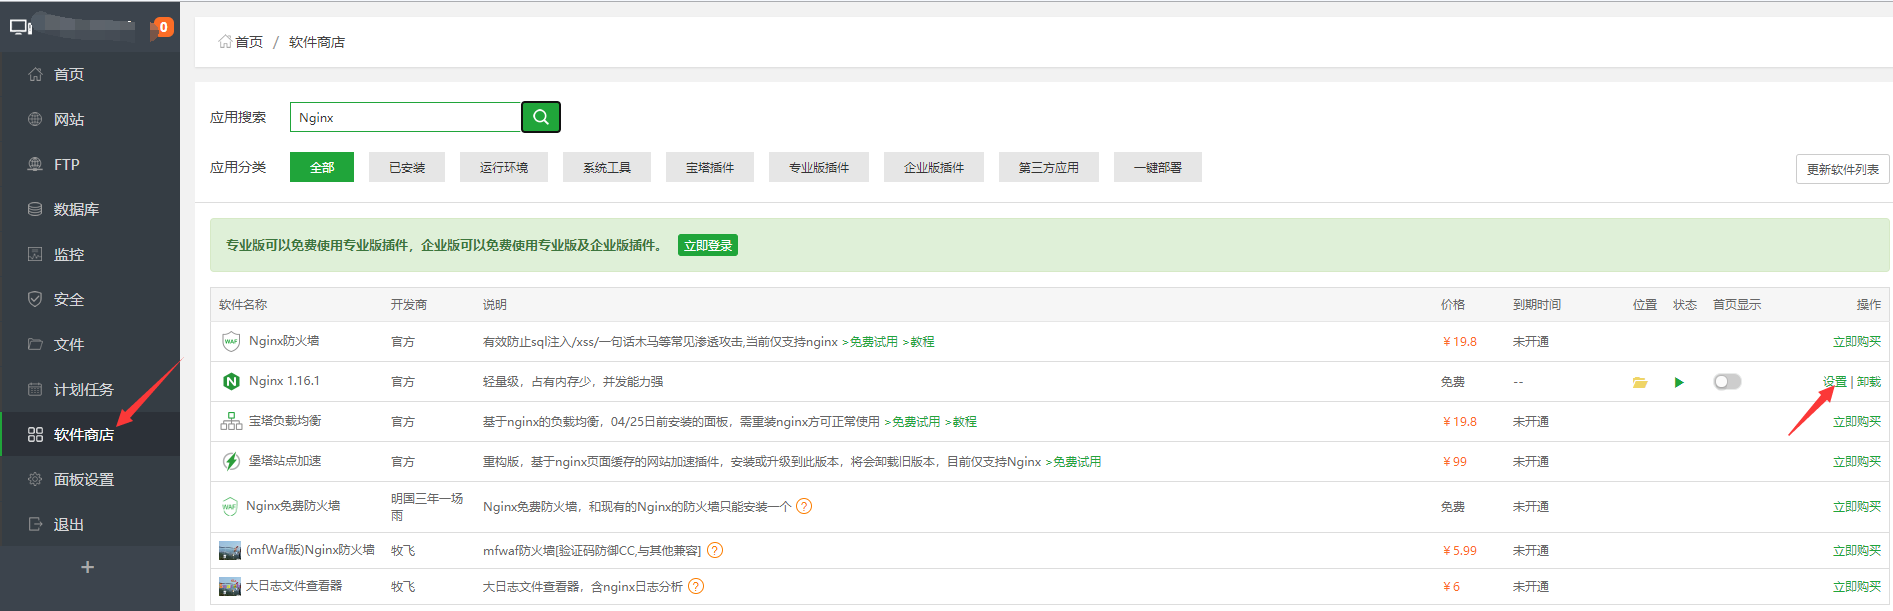 0
首页
网站
FTP
数据库
监控
安全
文件
计划任务
软件商店
面板设置
退出
+
首页 / 软件商店
应用搜索 Nginx
应用分类 全部 已安装 运行环境 系统工具 宝塔插件 专业版插件 企业版插件 第三方应用 一键部署 更新软件列表
专业版可以免费使用专业版插件，企业版可以免费使用专业版及企业版插件。 立即登录
软件名称 开发商 说明 价格 到期时间 位置 状态 首页显示 操作
WAF Nginx防火墙 官方 有效防止sql注入/xss/一句话木马等常见渗透攻击,当前仅支持nginx >免费试用 >教程 ￥19.8 未开通 立即购买
N Nginx 1.16.1 官方 轻量级，占有内存少，并发能力强 免费 -- 设置 | 卸载
宝塔负载均衡 官方 基于nginx的负载均衡，04/25日前安装的面板，需重装nginx方可正常使用 >免费试用 >教程 ￥19.8 未开通 立即购买
堡塔站点加速 官方 重构版，基于nginx页面缓存的网站加速插件，安装或升级到此版本，将会卸载旧版本，目前仅支持Nginx >免费试用 ￥99 未开通 立即购买
WAF Nginx免费防火墙 明国三年一场雨 Nginx免费防火墙，和现有的Nginx的防火墙只能安装一个 ? 免费 未开通 立即购买
(mfWaf版)Nginx防火墙 牧飞 mfwaf防火墙[验证码防御CC,与其他兼容] ? ￥5.99 未开通 立即购买
大日志文件查看器 牧飞 大日志文件查看器，含nginx日志分析 ? ￥6 未开通 立即购买